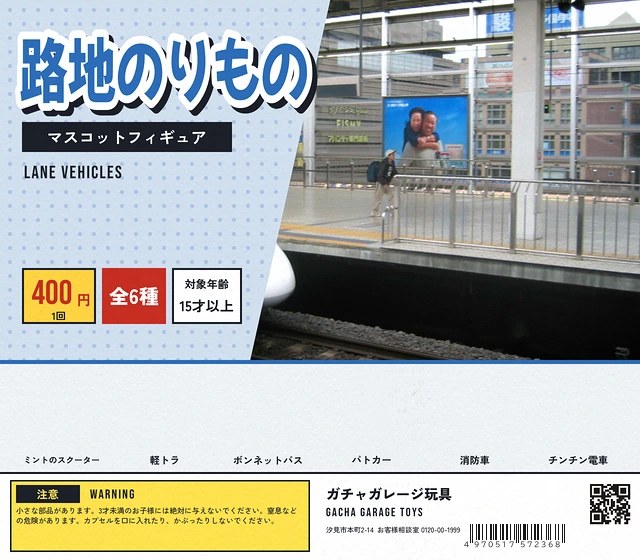 路地のりもの
マスコットフィギュア
LANE VEHICLES
400円
1回
全6種
対象年齢
15才以上
ミントのスクーター
軽トラ
ボンネットバス
パトカー
消防車
チンチン電車
注意 WARNING
小さな部品があります。3才未満のお子様には絶対に与えないでください。窒息など
の危険があります。カプセルを口に入れたり、かぶったりしないでください。
ガチャガレージ玩具
GACHA GARAGE TOYS
汐見市本町2-14 お客様相談室 0120-00-1999
4 970517 572368